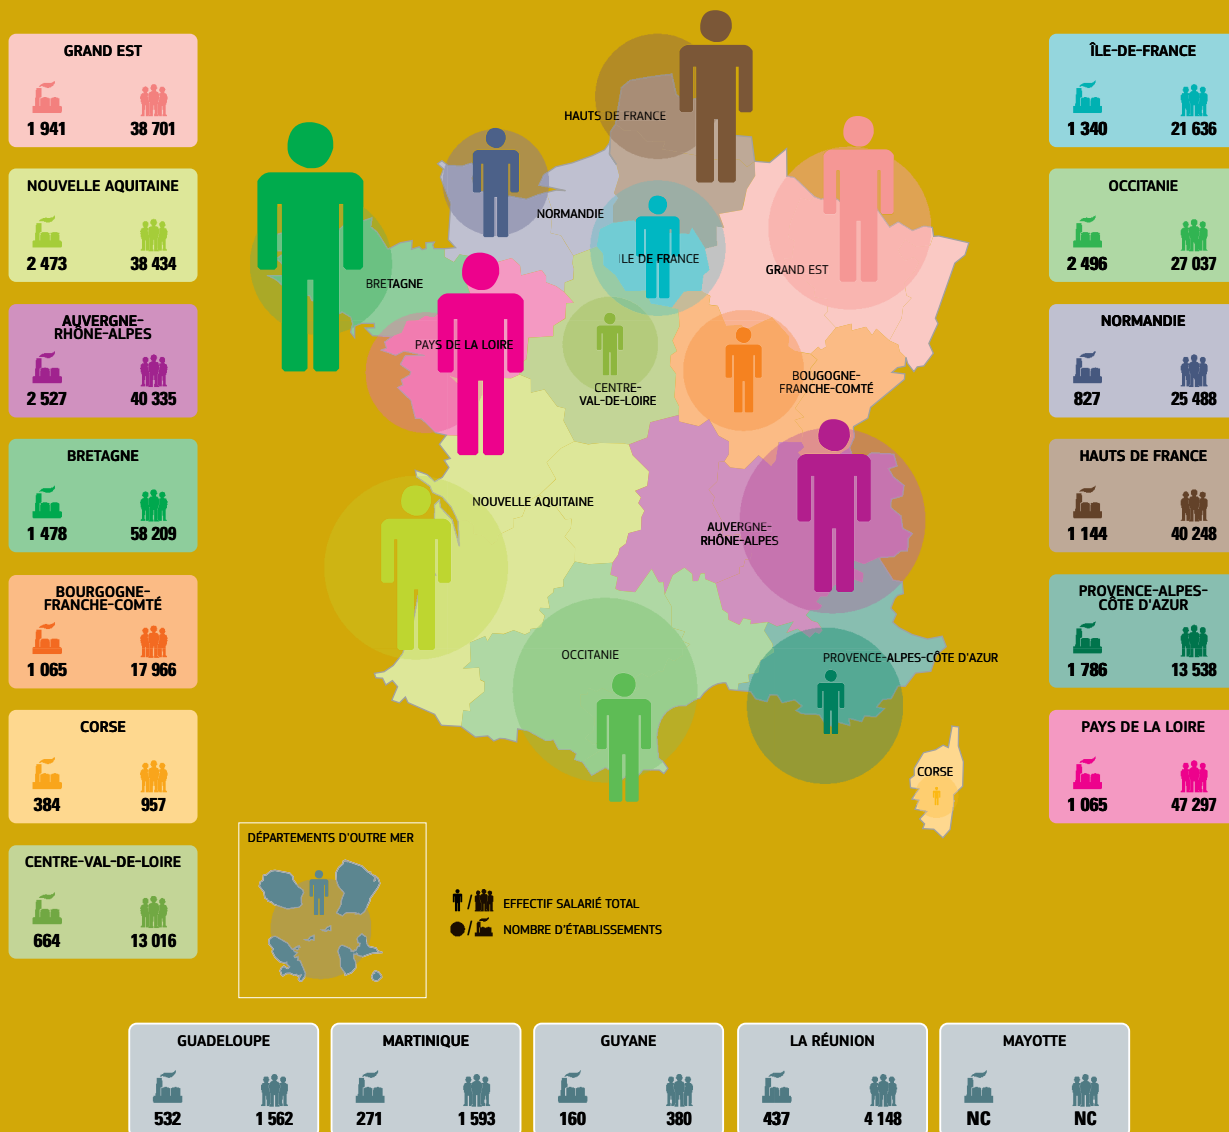 GRAND EST
1 941 38 701
NOUVELLE AQUITAINE
2 473 38 434
AUVERGNE-
RHÔNE-ALPES
2 527 40 335
BRETAGNE
1 478 58 209
BOURGOGNE-
FRANCHE-COMTÉ
1 065 17 966
CORSE
384 957
CENTRE-VAL-DE-LOIRE
664 13 016
HAUTS DE FRANCE
NORMANDIE
ILE DE FRANCE
GRAND EST
BRETAGNE
PAYS DE LA LOIRE
CENTRE-
VAL-DE-LOIRE
BOUGOGNE-
FRANCHE-COMTÉ
NOUVELLE AQUITAINE
AUVERGNE-
RHÔNE-ALPES
OCCITANIE
PROVENCE-ALPES-CÔTE D'AZUR
CORSE
DÉPARTEMENTS D'OUTRE MER
/ EFFECTIF SALARIÉ TOTAL
/ NOMBRE D'ÉTABLISSEMENTS
ÎLE-DE-FRANCE
1 340 21 636
OCCITANIE
2 496 27 037
NORMANDIE
827 25 488
HAUTS DE FRANCE
1 144 40 248
PROVENCE-ALPES-
CÔTE D'AZUR
1 786 13 538
PAYS DE LA LOIRE
1 065 47 297
GUADELOUPE
532 1 562
MARTINIQUE
271 1 593
GUYANE
160 380
LA RÉUNION
437 4 148
MAYOTTE
NC NC